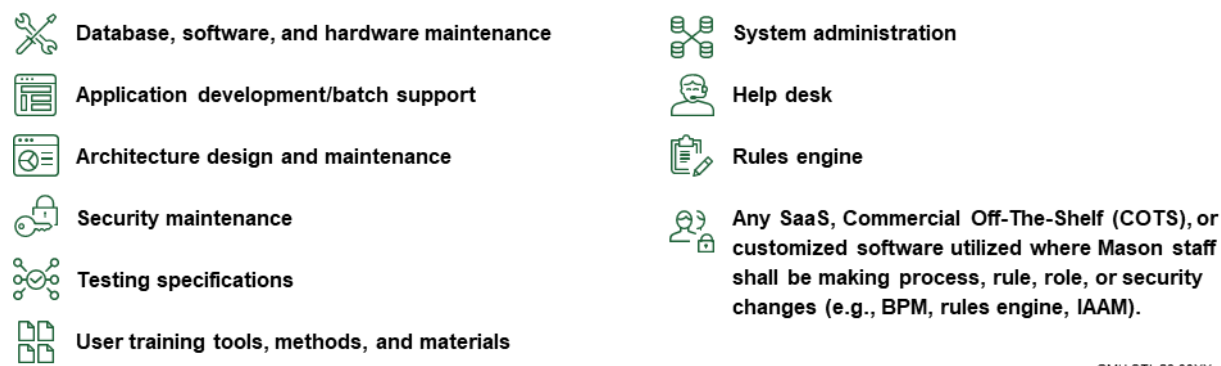 Database, software, and hardware maintenance
Application development/batch support
Architecture design and maintenance
Security maintenance
Testing specifications
User training tools, methods, and materials
System administration
Help desk
Rules engine
Any SaaS, Commercial Off-The-Shelf (COTS), or
customized software utilized where Mason staff
shall be making process, rule, role, or security
changes (e.g., BPM, rules engine, IAAM).